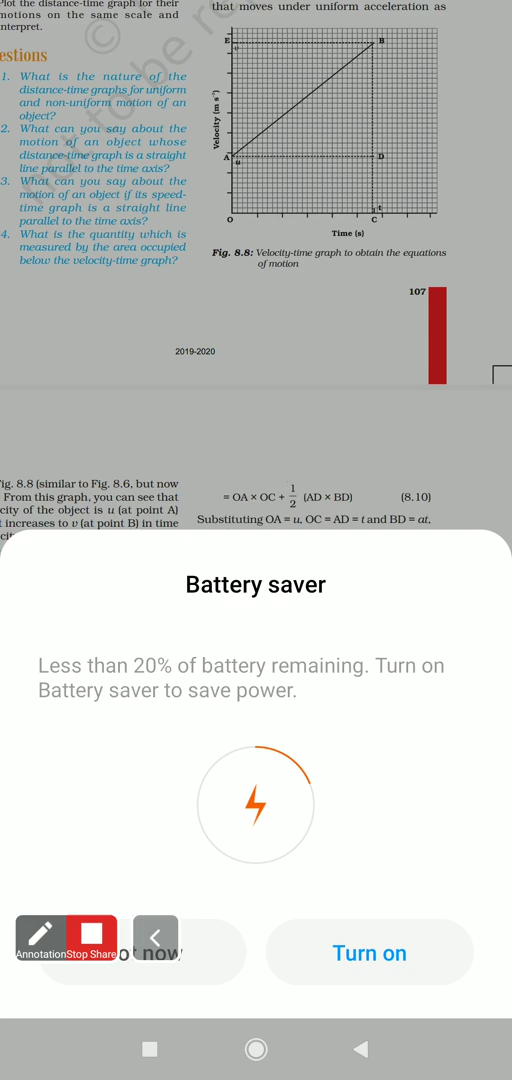 Plot the distance-time graph for their
motions on the same scale and
nterpret.
estions
1. What is the nature of the
distance-time graphs for uniform
and non-uniform motion of an
object?
2. What can you say about the
motion of an object whose
distance-time graph is a straight
line parallel to the time axis?
3. What can you say about the
motion of an object if its speed-
time graph is a straight line
parallel to the time axis?
4. What is the quantity which is
measured by the area occupied
below the velocity-time graph?
that moves under uniform acceleration as
E
v
B
Velocity (m s⁻¹)
A
u
D
t
O
C
Time (s)
Fig. 8.8: Velocity-time graph to obtain the equations
of motion
107
© not to be re
2019-2020
ig. 8.8 (similar to Fig. 8.6, but now
From this graph, you can see that
city of the object is u (at point A)
t increases to v (at point B) in time
= OA × OC + 1/2 (AD × BD) (8.10)
Substituting OA = u, OC = AD = t and BD = at,
Battery saver
Less than 20% of battery remaining. Turn on
Battery saver to save power.
Annotation
Stop Share
ot now
Turn on